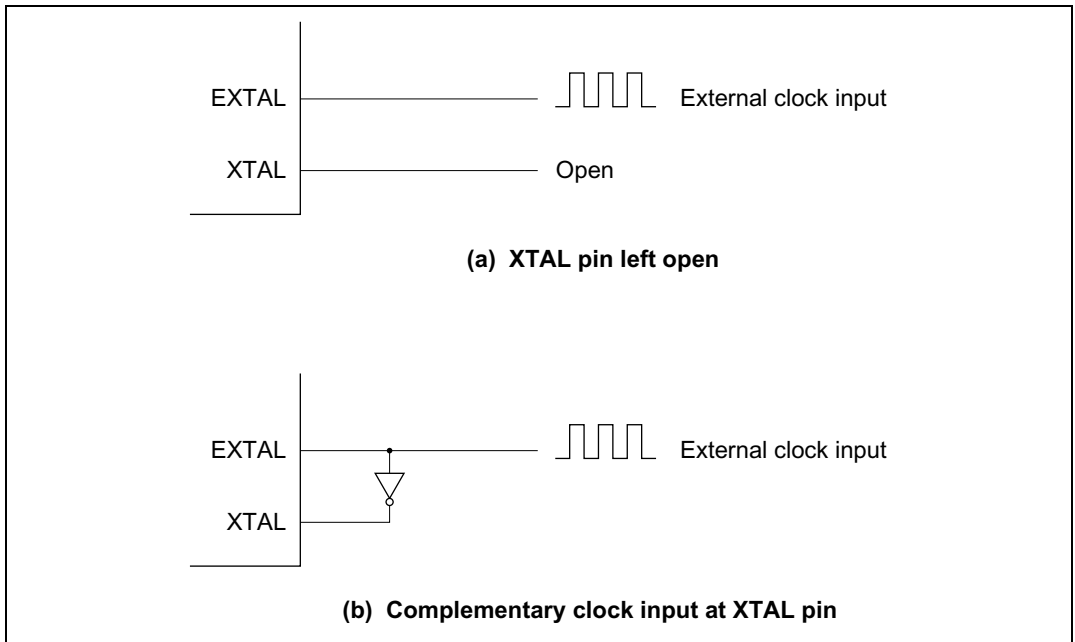 EXTAL External clock input
XTAL Open
(a) XTAL pin left open
EXTAL External clock input
XTAL
(b) Complementary clock input at XTAL pin